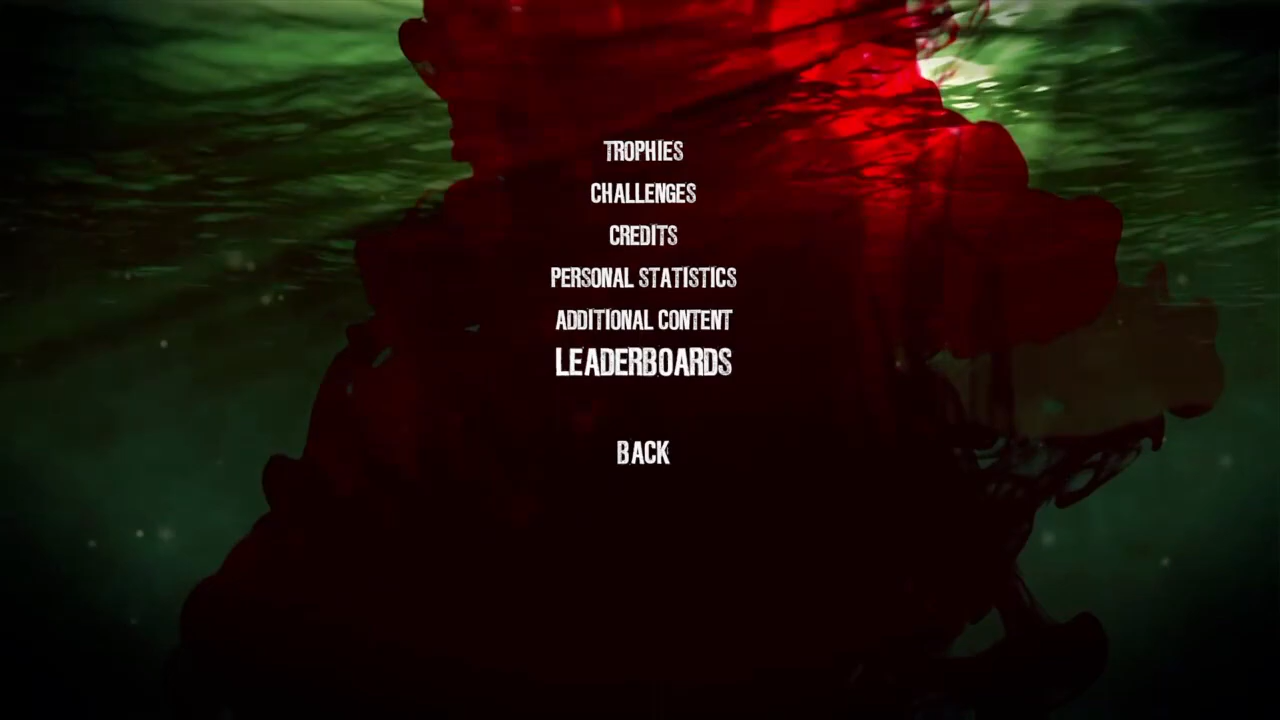 TROPHIES
CHALLENGES
CREDITS
PERSONAL STATISTICS
ADDITIONAL CONTENT
LEADERBOARDS
BACK